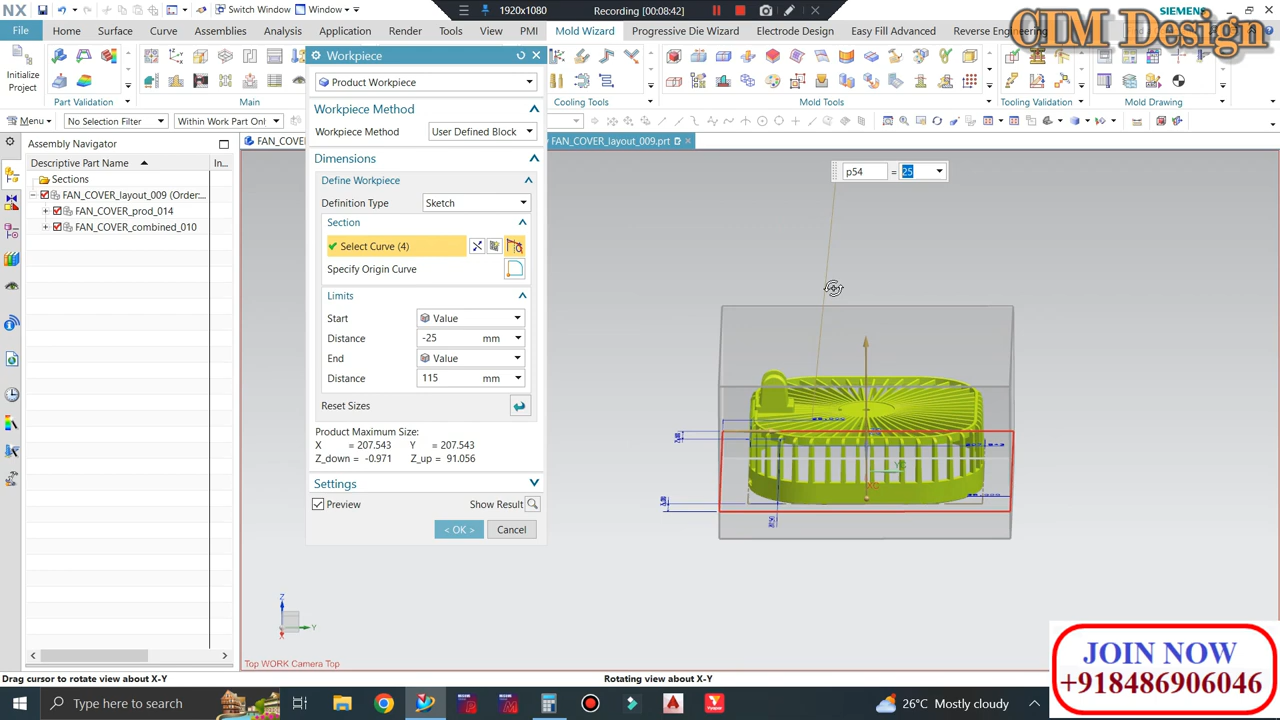 NX
Switch Window
Window
1920x1080
Recording [00:08:42]
SIEMENS
CIM Design
File
Home
Surface
Curve
Assemblies
Analysis
Application
Render
Tools
View
PMI
Mold Wizard
Progressive Die Wizard
Electrode Design
Easy Fill Advanced
Reverse Engineering
Initialize
Project
Part Validation
Main
Cooling Tools
Mold Tools
Tooling Validation
Mold Drawing
Menu
No Selection Filter
Within Work Part Onl
Assembly Navigator
Descriptive Part Name
In...
Sections
FAN_COVER_layout_009 (Order:...
FAN_COVER_prod_014
FAN_COVER_combined_010
FAN_COVE
FAN_COVER_layout_009.prt
Workpiece
Product Workpiece
Workpiece Method
Workpiece Method
User Defined Block
Dimensions
Define Workpiece
Definition Type
Sketch
Section
Select Curve (4)
Specify Origin Curve
Limits
Start
Value
Distance
-25
mm
End
Value
Distance
115
mm
Reset Sizes
Product Maximum Size:
X = 207.543 Y = 207.543
Z_down = -0.971 Z_up = 91.056
Settings
Preview
Show Result
< OK >
Cancel
p54
=
25
YC
XC
Z
Y
X
Top WORK Camera Top
Drag cursor to rotate view about X-Y
Rotating view about X-Y
JOIN NOW
+918486906046
Type here to search
26°C Mostly cloudy